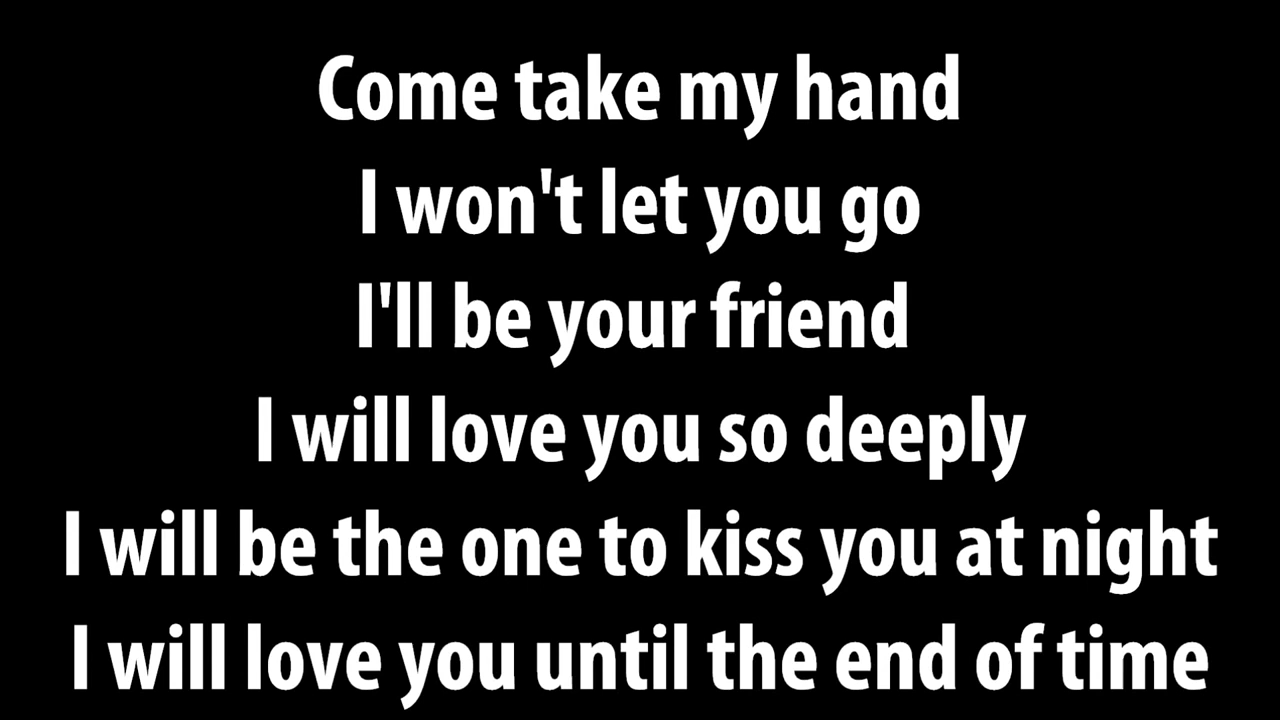 Come take my hand
I won't let you go
I'll be your friend
I will love you so deeply
I will be the one to kiss you at night
I will love you until the end of time